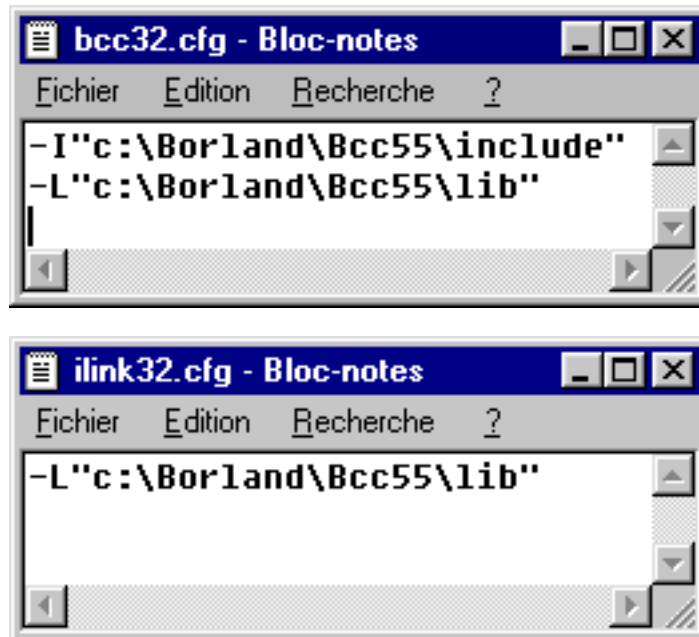 bcc32.cfg - Bloc-notes
Fichier Edition Recherche ?
-I"c:\Borland\Bcc55\include"
-L"c:\Borland\Bcc55\lib"
ilink32.cfg - Bloc-notes
Fichier Edition Recherche ?
-L"c:\Borland\Bcc55\lib"